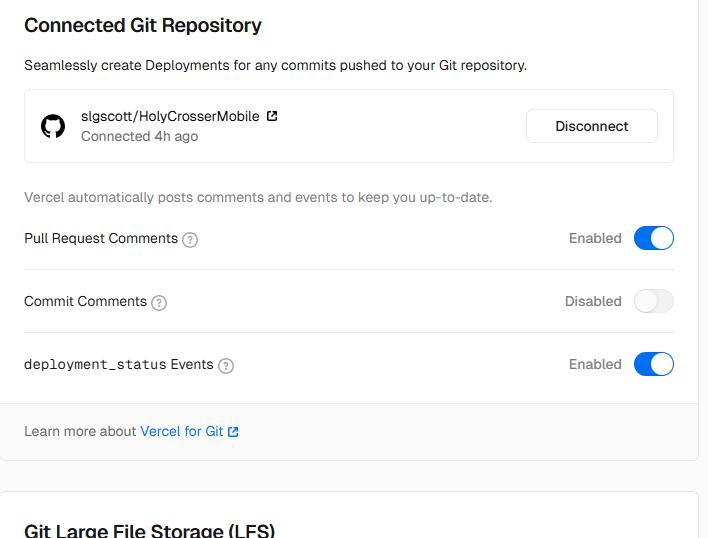 Connected Git Repository
Seamlessly create Deployments for any commits pushed to your Git repository.
slgscott/HolyCrosserMobile
Connected 4h ago
Disconnect
Vercel automatically posts comments and events to keep you up-to-date.
Pull Request Comments ?
Enabled
Commit Comments ?
Disabled
deployment_status Events ?
Enabled
Learn more about Vercel for Git
Git Large File Storage (LFS)